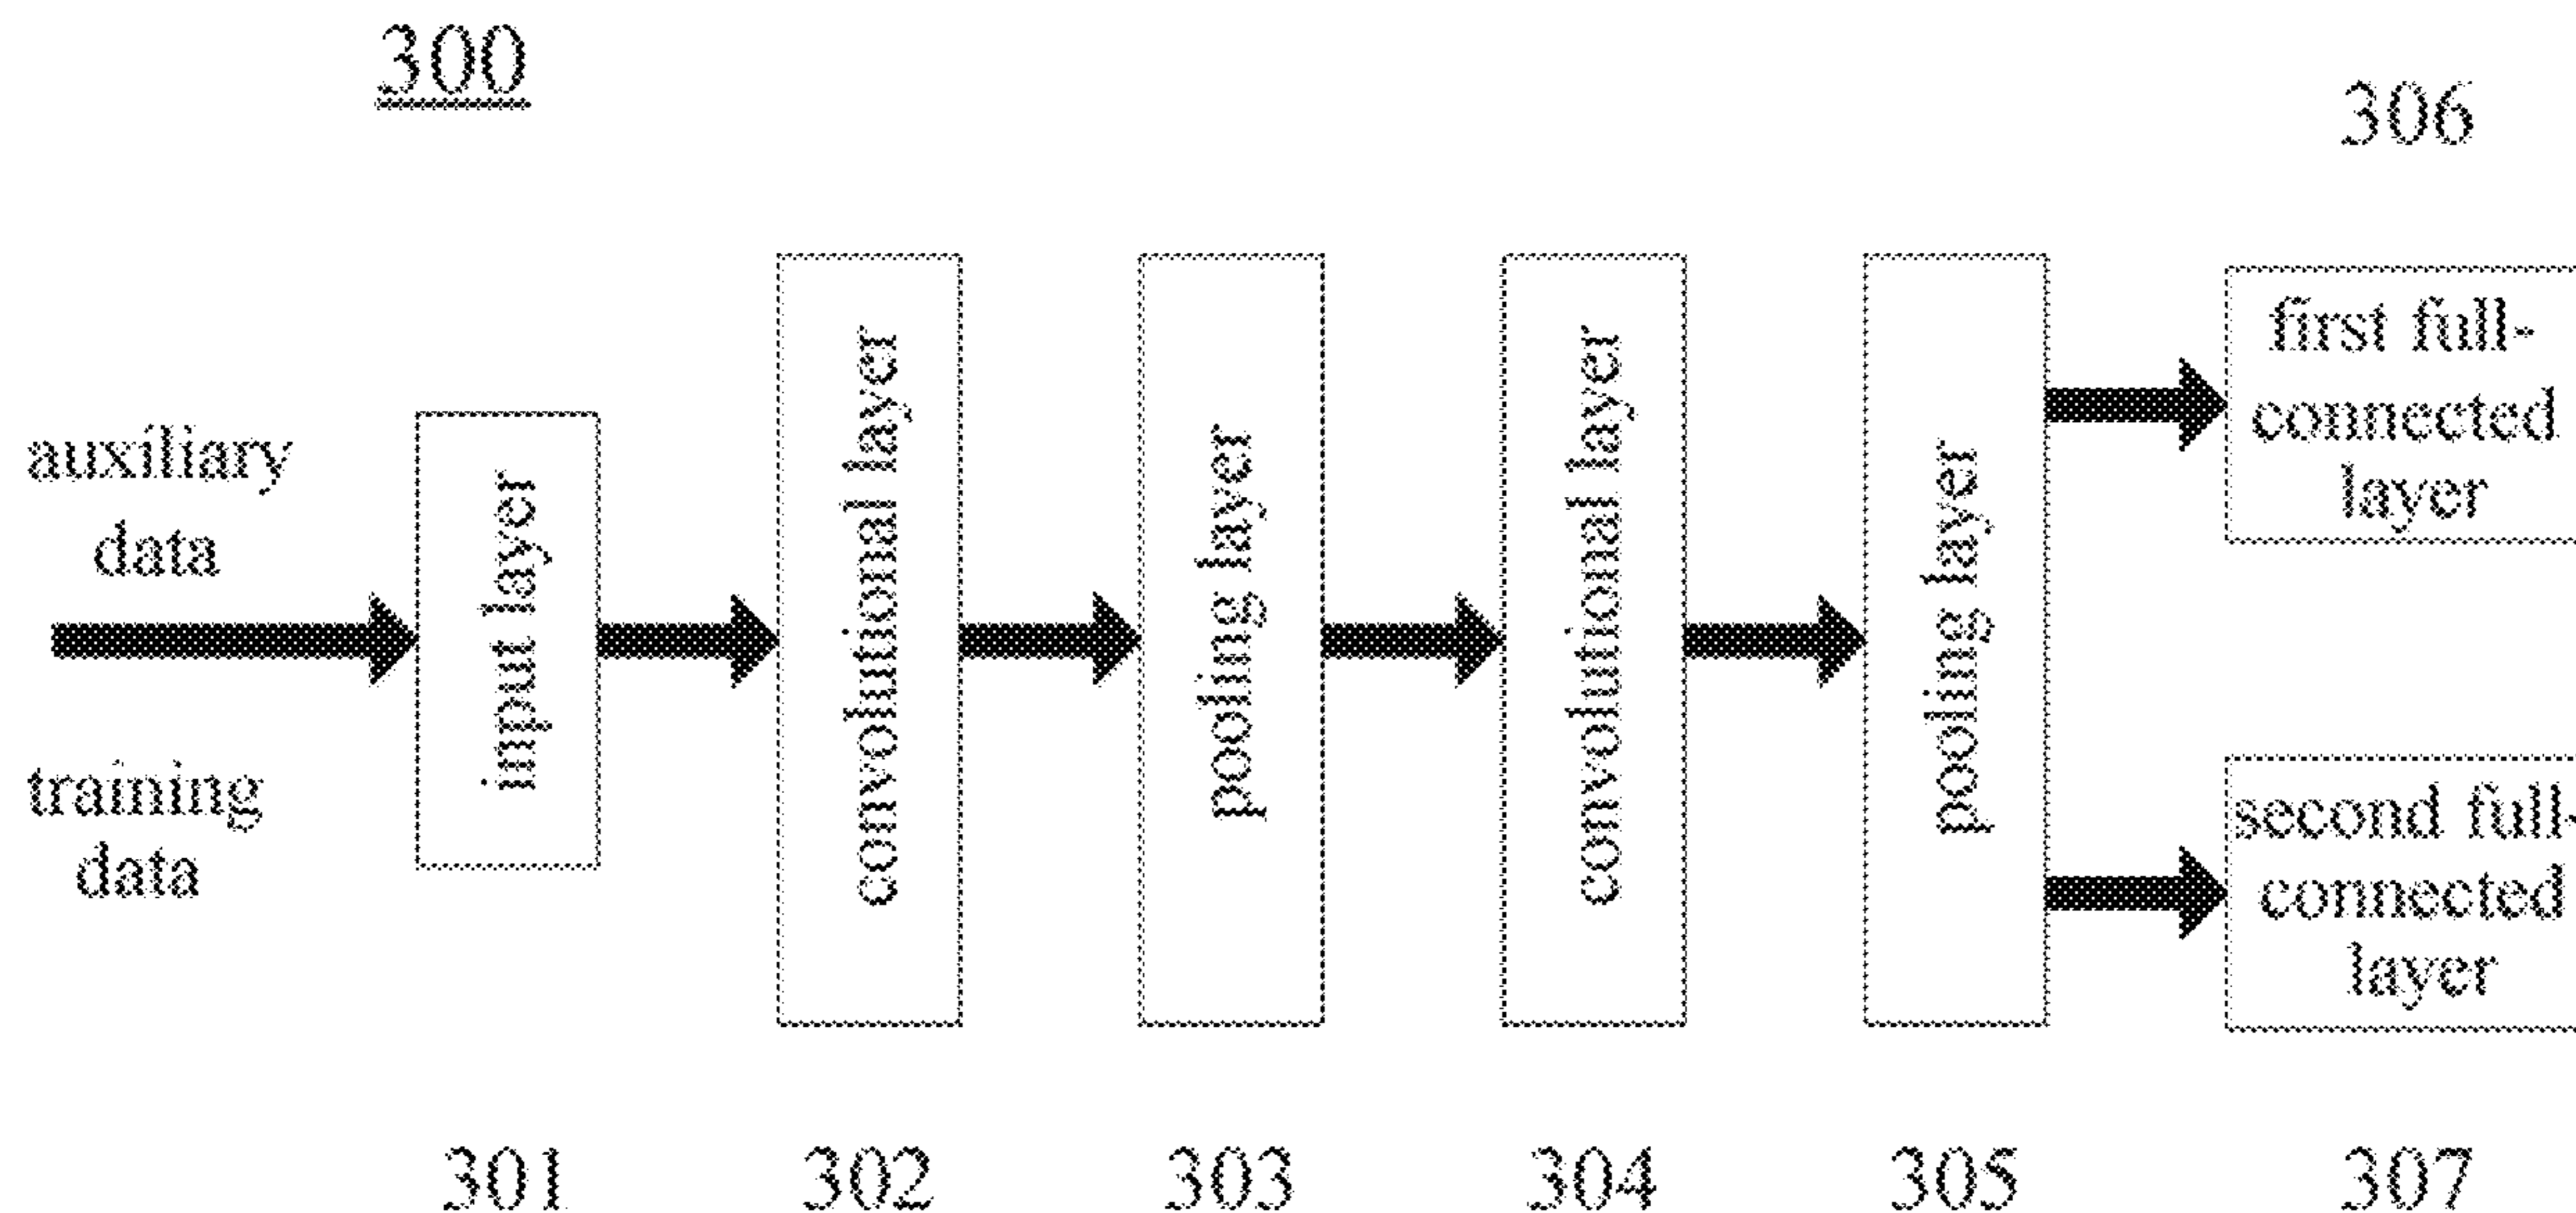 300
306
auxiliary
data
training
data
input layer
convolutional layer
pooling layer
convolutional layer
pooling layer
first full-
connected
layer
second full-
connected
layer
301
302
303
304
305
307